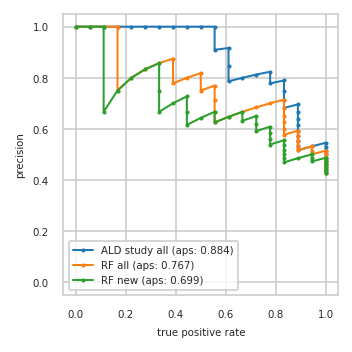 1.0
0.8
0.6
0.4
0.2
0.0
precision
0.0 0.2 0.4 0.6 0.8 1.0
true positive rate
ALD study all (aps: 0.884)
RF all (aps: 0.767)
RF new (aps: 0.699)